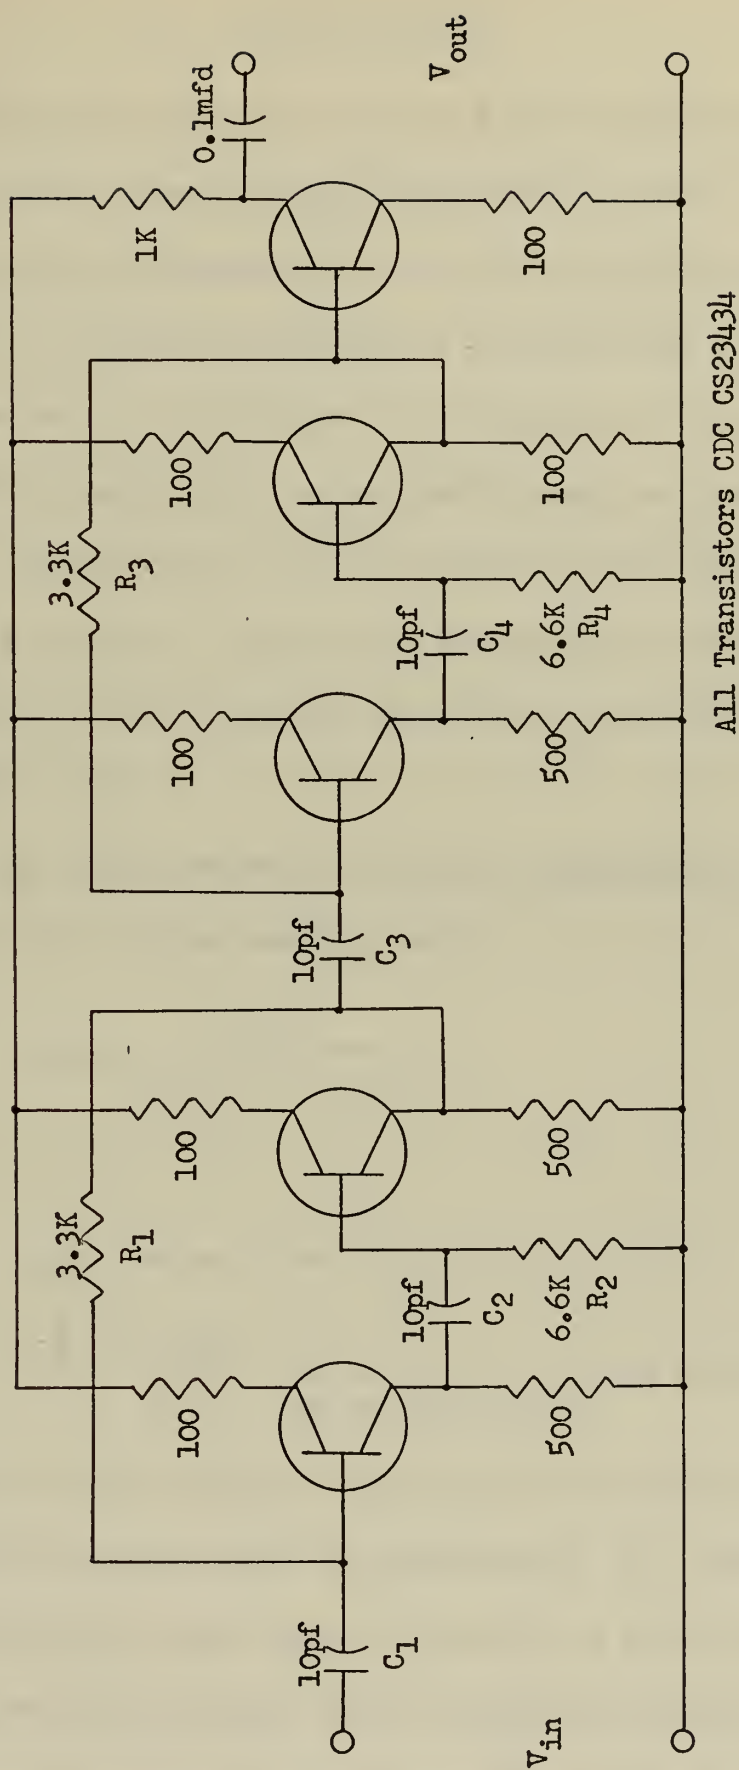 0.1mfd
V_out
1K
100
3.3K
R_3
100
100
10pf
C_4
6.6K
R_4
100
500
10pf
C_3
3.3K
R_1
100
500
10pf
C_2
6.6K
R_2
100
500
10pf
C_1
V_in
All Transistors CDC CS23434